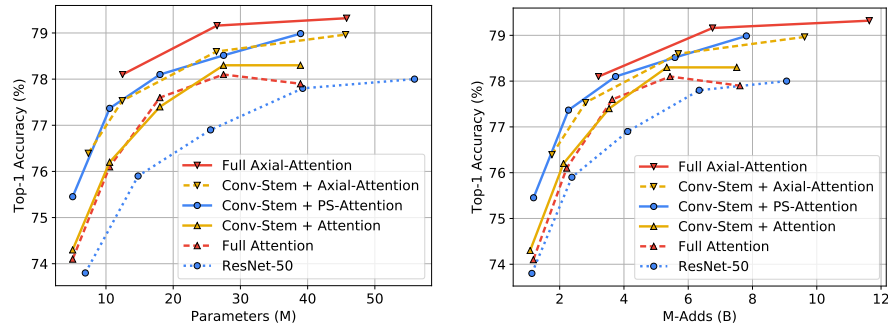 79
78
77
76
75
74
Top-1 Accuracy (%)
10 20 30 40 50
Parameters (M)
Full Axial-Attention
Conv-Stem + Axial-Attention
Conv-Stem + PS-Attention
Conv-Stem + Attention
Full Attention
ResNet-50
79
78
77
76
75
74
Top-1 Accuracy (%)
2 4 6 8 10 12
M-Adds (B)
Full Axial-Attention
Conv-Stem + Axial-Attention
Conv-Stem + PS-Attention
Conv-Stem + Attention
Full Attention
ResNet-50